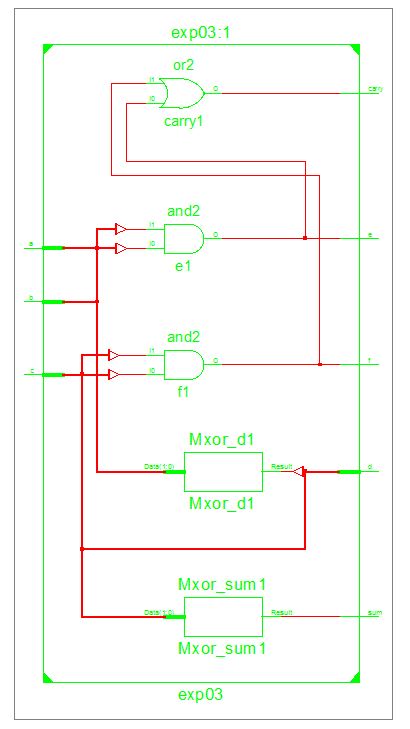 exp03:1
or2
I1
I0
O
carry
carry1
and2
I1
I0
O
a
e
e1
b
and2
I1
I0
O
c
f
f1
Mxor_d1
Data(1:0)
Result
d
Mxor_d1
Mxor_sum1
Data(1:0)
Result
sum
Mxor_sum1
exp03